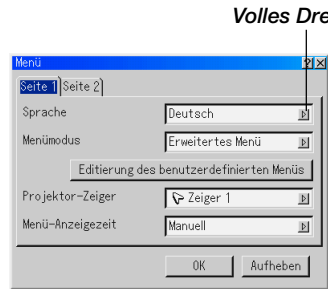 Volles Dre
Menü
Seite 1 Seite 2
Sprache Deutsch
Menümodus Erweitertes Menü
Editierung des benutzerdefinierten Menüs
Projektor-Zeiger Zeiger 1
Menü-Anzeigezeit Manuell
OK Aufheben